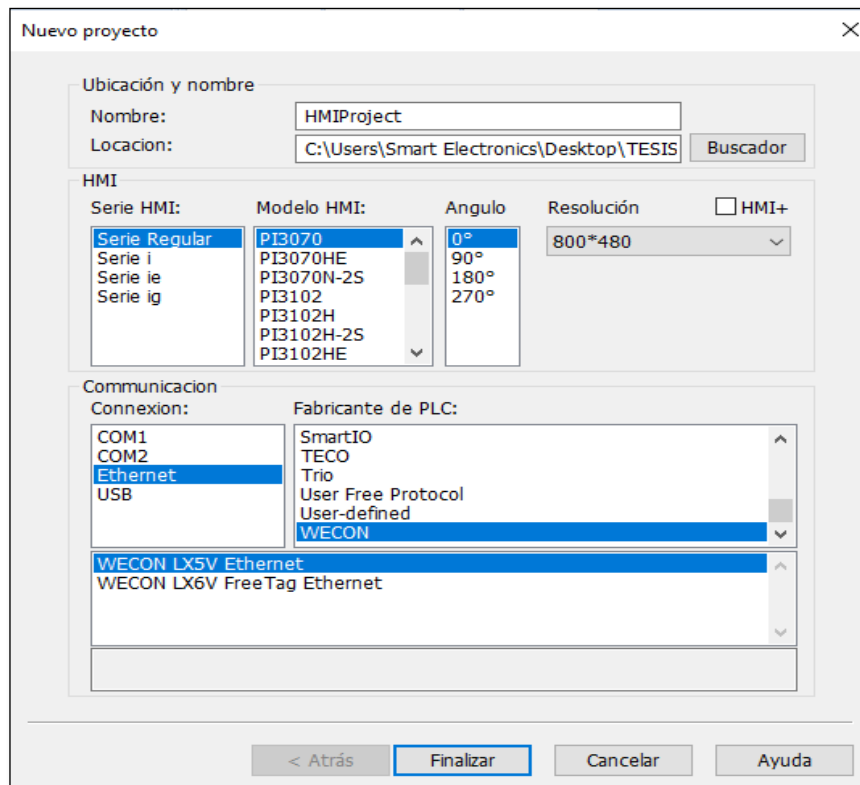 Nuevo proyecto
Ubicación y nombre
Nombre:
HMIProject
Locacion:
C:\Users\Smart Electronics\Desktop\TESIS
Buscador
HMI
Serie HMI:
Modelo HMI:
Angulo
Resolución
HMI+
Serie Regular
Serie i
Serie ie
Serie ig
PI3070
PI3070HE
PI3070N-2S
PI3102
PI3102H
PI3102H-2S
PI3102HE
0°
90°
180°
270°
800*480
Communicacion
Connexion:
Fabricante de PLC:
COM1
COM2
Ethernet
USB
SmartIO
TECO
Trio
User Free Protocol
User-defined
WECON
WECON LX5V Ethernet
WECON LX6V FreeTag Ethernet
< Atrás
Finalizar
Cancelar
Ayuda